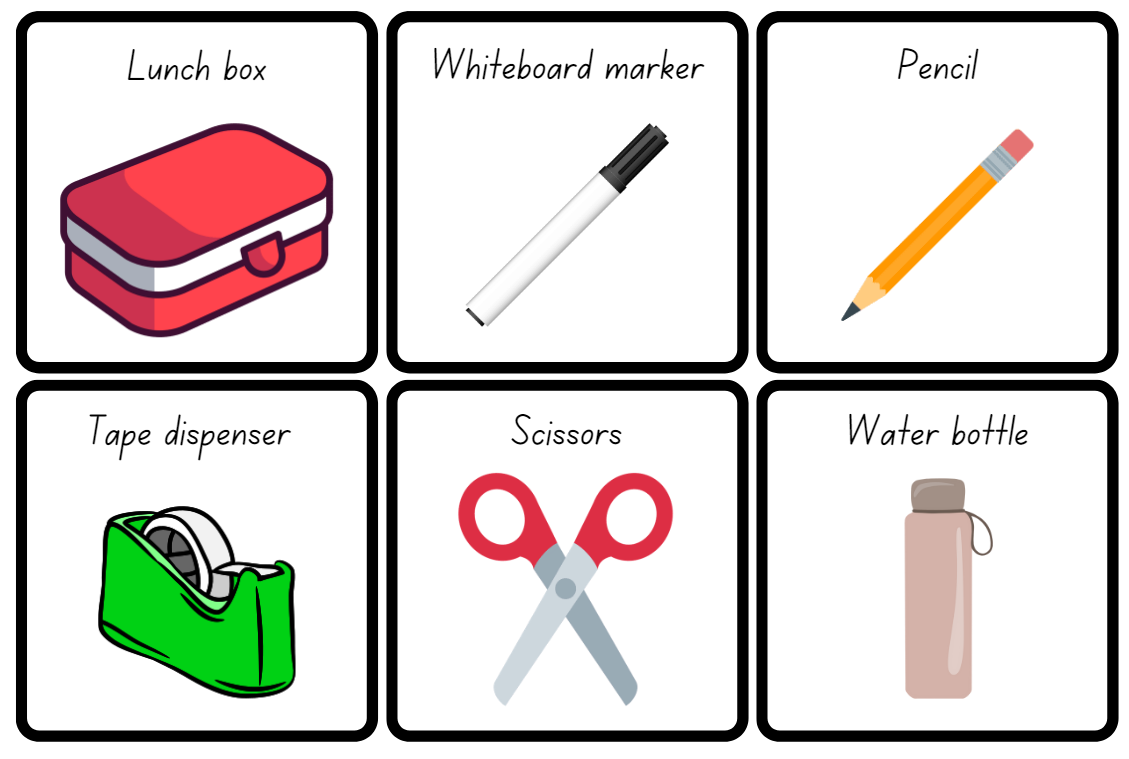 Lunch box
Whiteboard marker
Pencil
Tape dispenser
Scissors
Water bottle